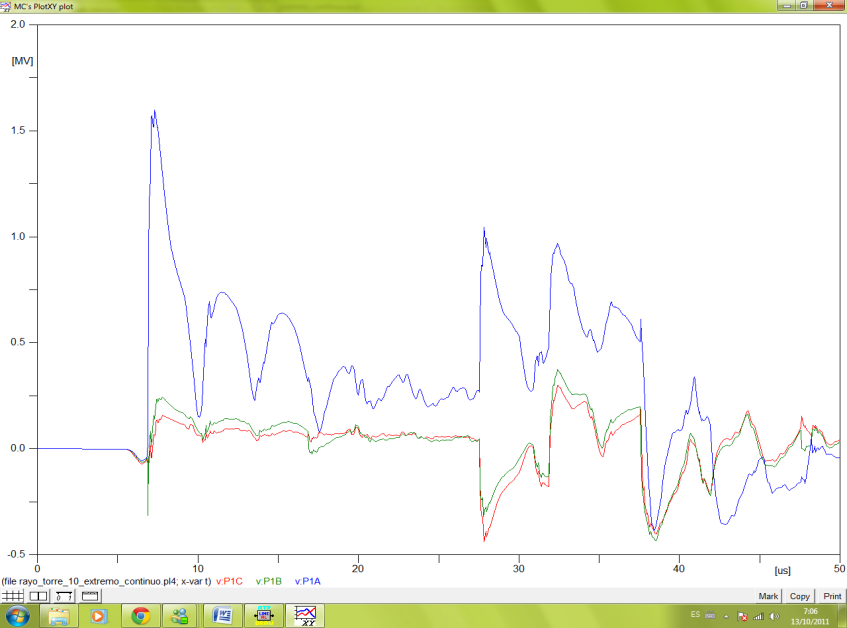 MC's PlotXY plot
2.0
[MV]
1.5
1.0
0.5
0.0
-0.5
10 20 30 40 [us] 50
(file rayo_torre_10_extremo_continuo.pl4; x-var t) v:P1C v:P1B v:P1A
Mark Copy Print
XY
ES 7:06
13/10/2011